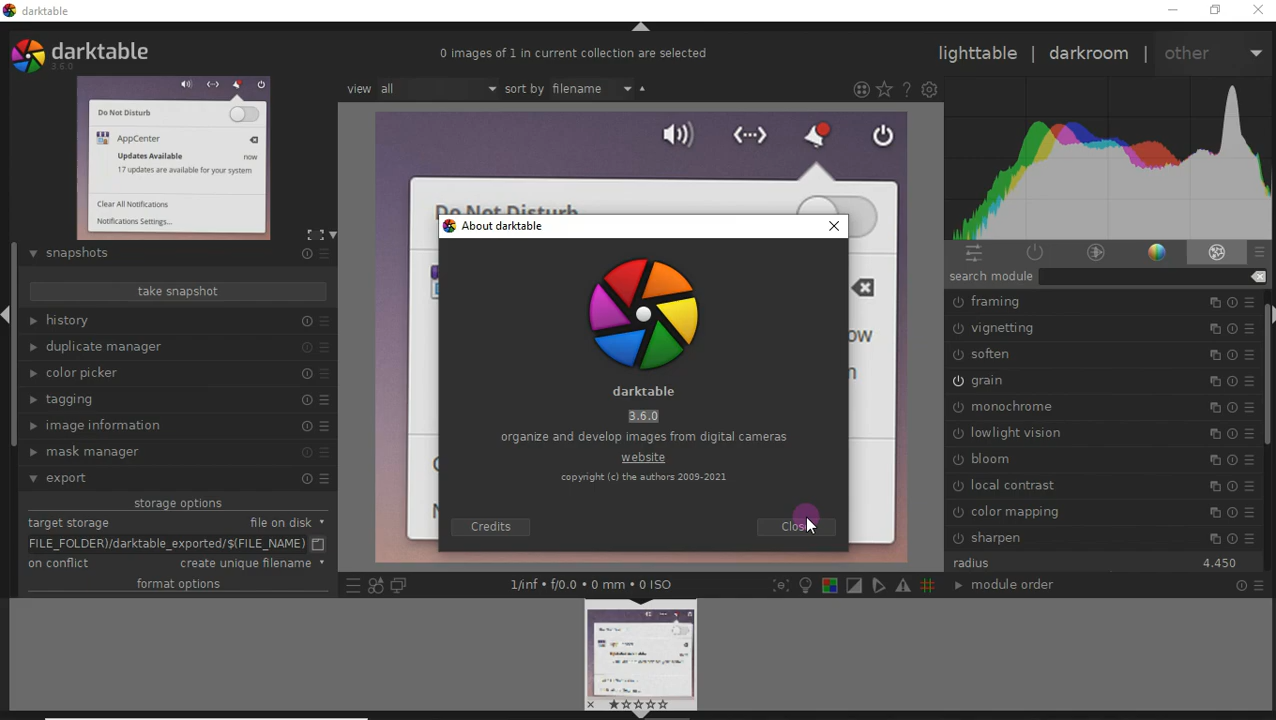 darktable
darktable
3.6.0
0 images of 1 in current collection are selected
lighttable | darkroom | other
view all sort by filename
Do Not Disturb
AppCenter
Updates Available now
17 updates are available for your system
Clear All Notifications
Notifications Settings...
snapshots
take snapshot
history
duplicate manager
color picker
tagging
image information
mask manager
export
storage options
target storage file on disk
FILE_FOLDER)/darktable_exported/$(FILE_NAME)
on conflict create unique filename
format options
Do Not Disturb
About darktable
darktable
3.6.0
organize and develop images from digital cameras
website
copyright (c) the authors 2009-2021
Credits
Close
search module
framing
vignetting
soften
grain
monochrome
lowlight vision
bloom
local contrast
color mapping
sharpen
radius 4.450
module order
1/inf • f/0.0 • 0 mm • 0 ISO